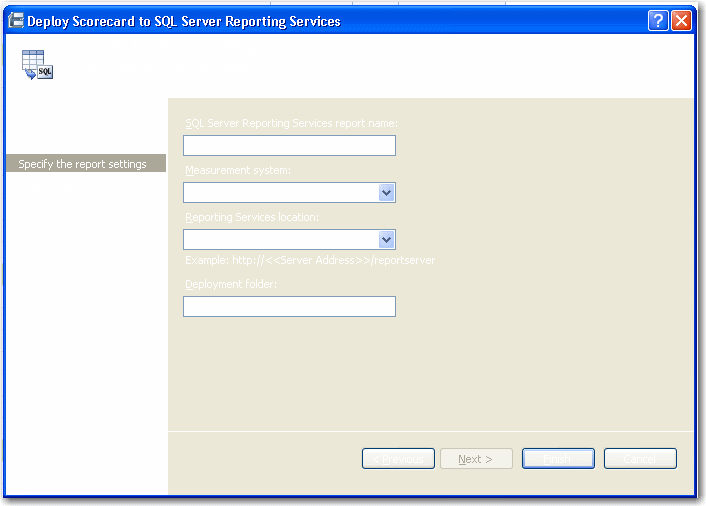 Deploy Scorecard to SQL Server Reporting Services
SQL
Specify the report settings
SQL Server Reporting Services report name:
Measurement system:
Reporting Services location:
Example: http://<<Server Address>>/reportserver
Deployment folder:
< Previous
Next >
Finish
Cancel